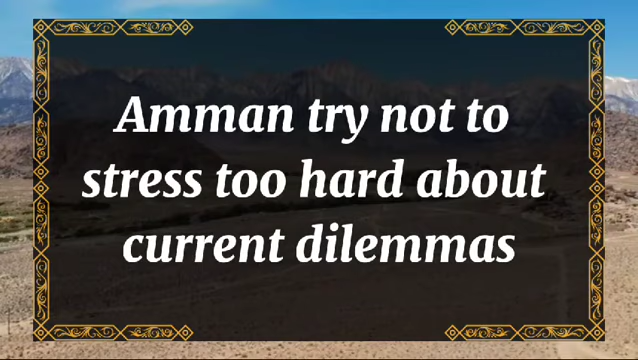 Amman try not to
stress too hard about
current dilemmas